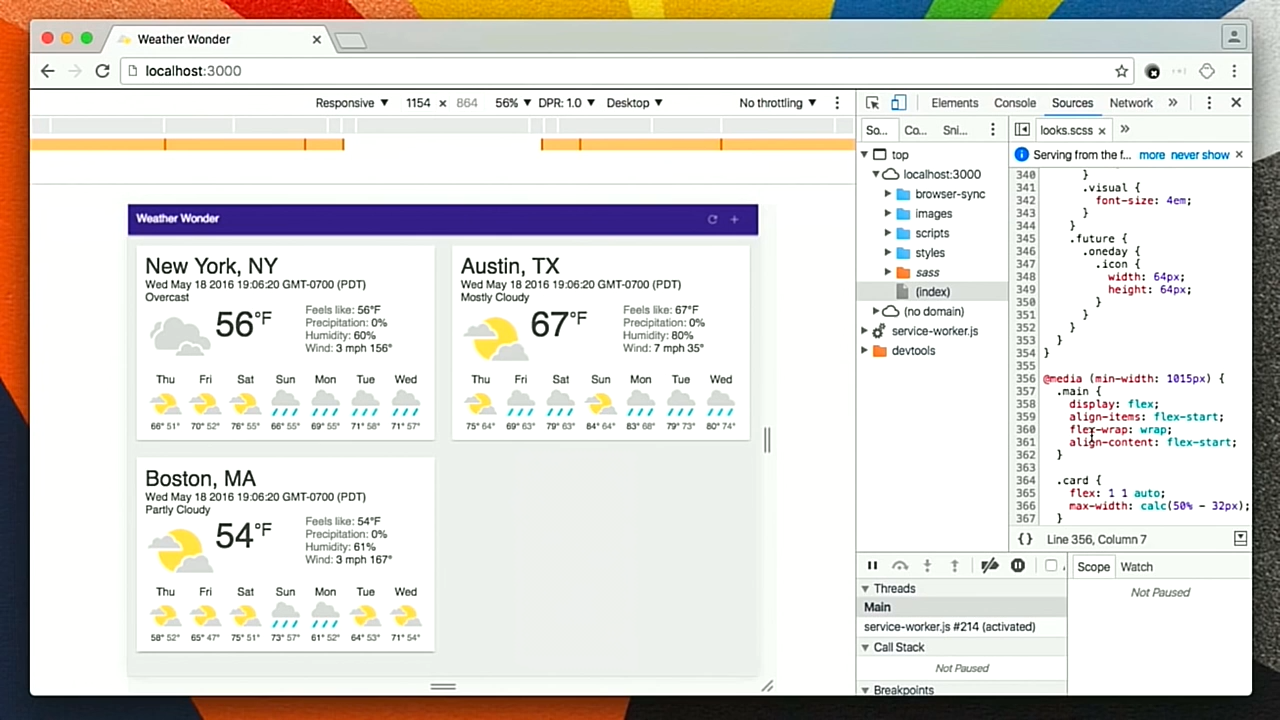 Weather Wonder
localhost:3000
Responsive ▼ 1154 × 864 56% ▼ DPR: 1.0 ▼ Desktop ▼ No throttling ▼
Elements Console Sources Network »
So... Co... Sni...
looks.scss × »
Serving from the f... more never show ×
top
localhost:3000
browser-sync
images
scripts
styles
sass
(index)
(no domain)
service-worker.js
devtools
340 }
341 .visual {
342 font-size: 4em;
343 }
344 }
345 .future {
346 .oneday {
347 .icon {
348 width: 64px;
349 height: 64px;
350 }
351 }
352 }
353 }
354 }
355
356 @media (min-width: 1015px) {
357 .main {
358 display: flex;
359 align-items: flex-start;
360 flex-wrap: wrap;
361 align-content: flex-start;
362 }
363
364 .card {
365 flex: 1 1 auto;
366 max-width: calc(50% - 32px);
367 }
{} Line 356, Column 7
Threads
Main
service-worker.js #214 (activated)
Call Stack
Not Paused
Breakpoints
Scope Watch
Not Paused
Weather Wonder
New York, NY
Wed May 18 2016 19:06:20 GMT-0700 (PDT)
Overcast
56°F
Feels like: 56°F
Precipitation: 0%
Humidity: 60%
Wind: 3 mph 156°
Thu Fri Sat Sun Mon Tue Wed
66° 51° 70° 52° 76° 55° 66° 55° 69° 55° 71° 58° 71° 57°
Austin, TX
Wed May 18 2016 19:06:20 GMT-0700 (PDT)
Mostly Cloudy
67°F
Feels like: 67°F
Precipitation: 0%
Humidity: 80%
Wind: 7 mph 35°
Thu Fri Sat Sun Mon Tue Wed
75° 64° 69° 63° 79° 63° 84° 64° 83° 68° 79° 73° 80° 74°
Boston, MA
Wed May 18 2016 19:06:20 GMT-0700 (PDT)
Partly Cloudy
54°F
Feels like: 54°F
Precipitation: 0%
Humidity: 61%
Wind: 3 mph 167°
Thu Fri Sat Sun Mon Tue Wed
58° 52° 65° 47° 75° 51° 73° 57° 61° 52° 64° 53° 71° 54°